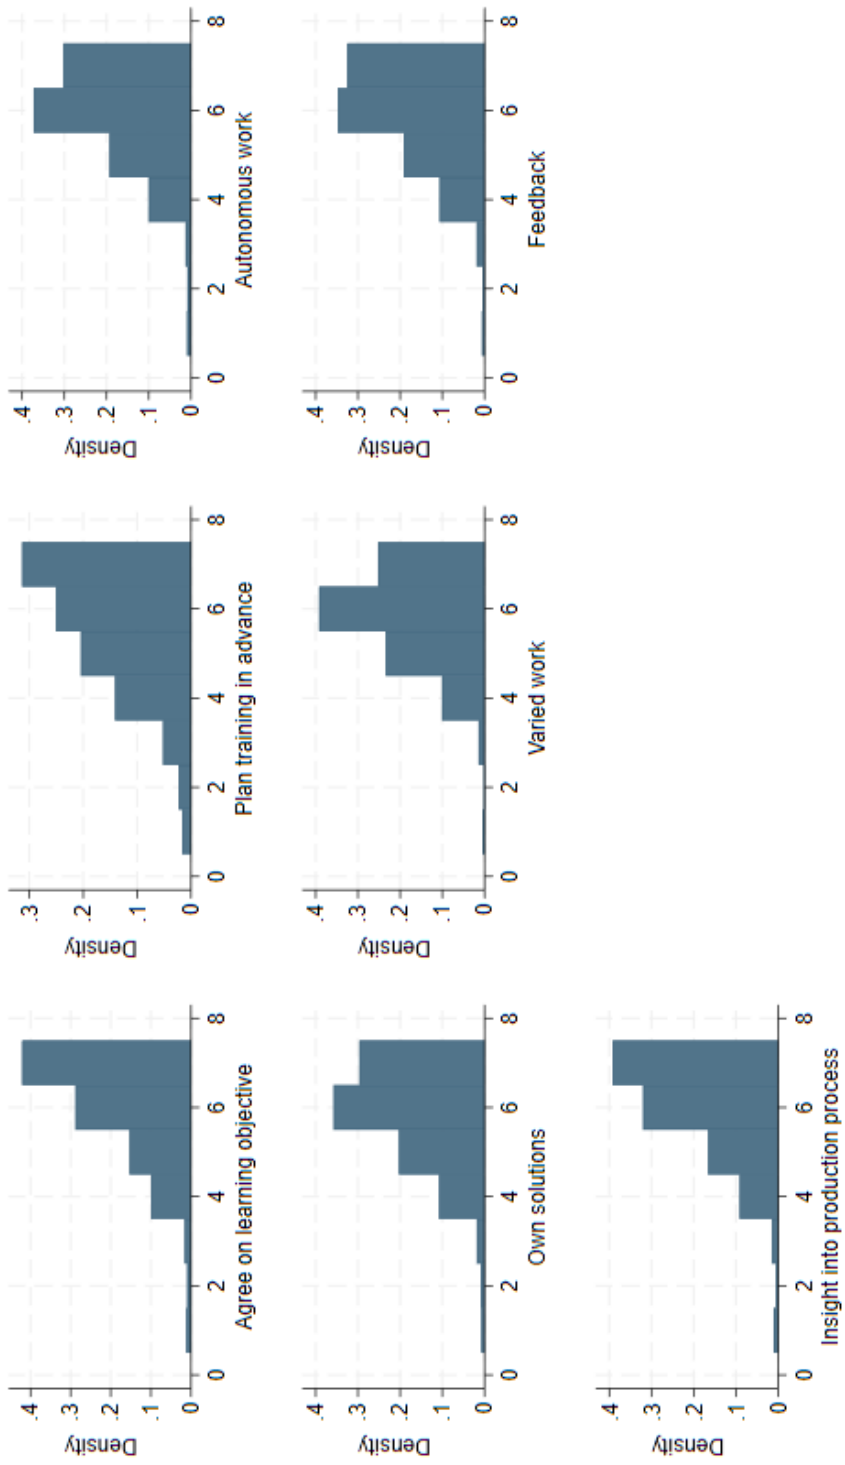 .4
.3
.2
.1
0
Density
0 2 4 6 8
Agree on learning objective
.3
.2
.1
0
Density
0 2 4 6 8
Plan training in advance
.4
.3
.2
.1
0
Density
0 2 4 6 8
Autonomous work
.4
.3
.2
.1
0
Density
0 2 4 6 8
Own solutions
.4
.3
.2
.1
0
Density
0 2 4 6 8
Varied work
.4
.3
.2
.1
0
Density
0 2 4 6 8
Feedback
.4
.3
.2
.1
0
Density
0 2 4 6 8
Insight into production process